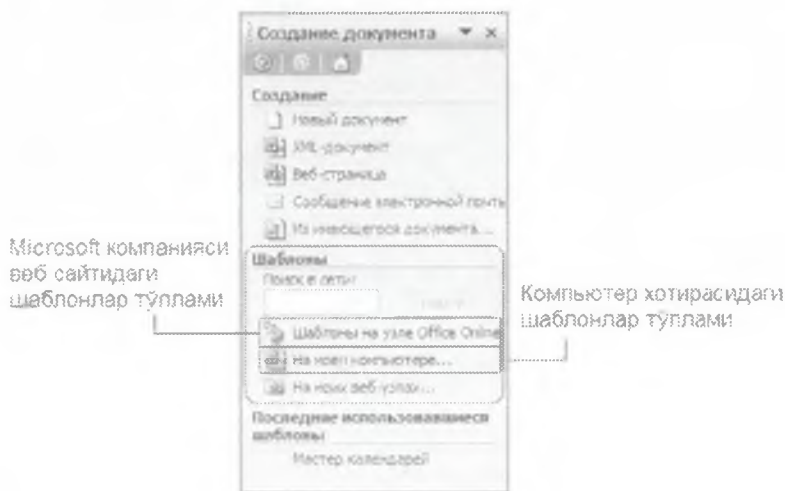 Создание документа
Создание
Новый документ
XML-документ
Веб-страница
Сообщение электронной почты
Из имеющегося документа...
Шаблоны
Поиск в сети:
Шаблоны на узле Office Online
На моем компьютере...
На моих веб-узлах...
Последние использовавшиеся
шаблоны
Мастер календарей
Microsoft компанияси
веб сайтидаги
шаблонлар тўплами
Компьютер хотирасидаги
шаблонлар тўплами